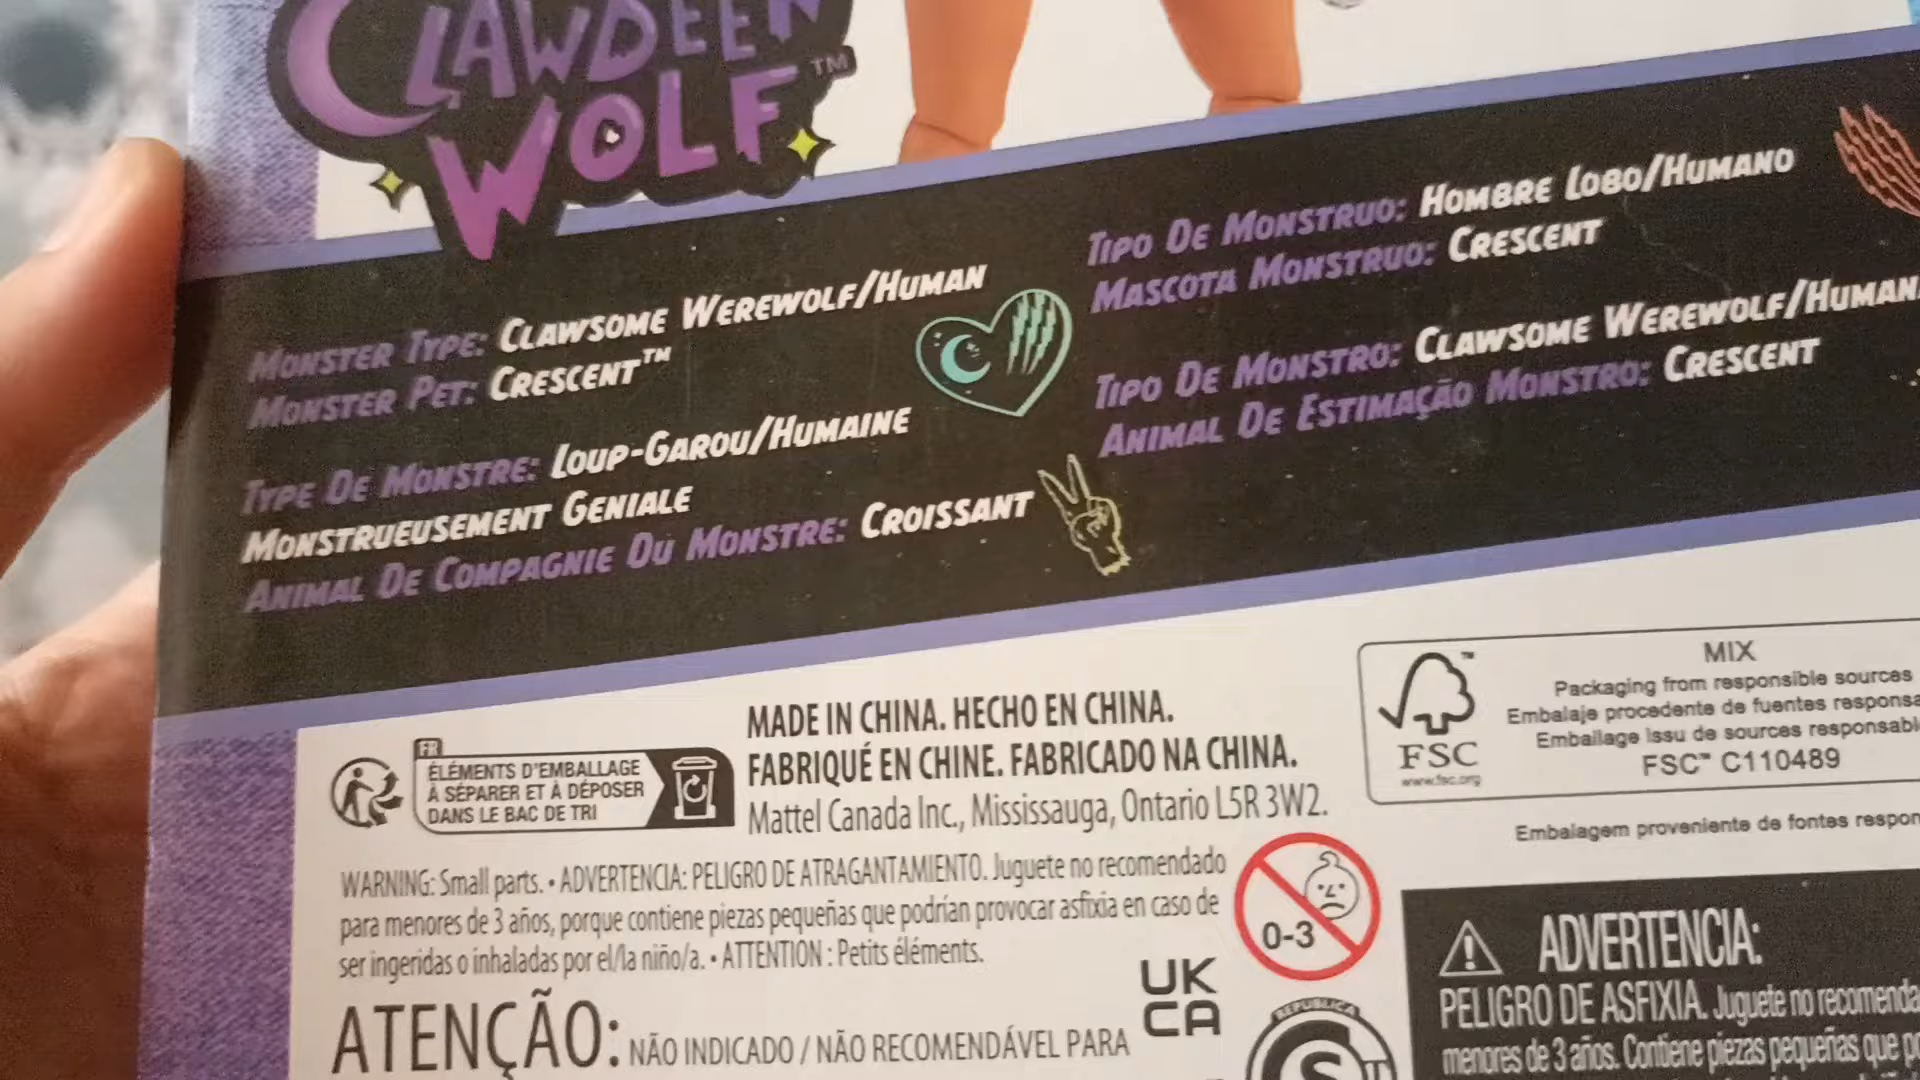 CLAWDEEN
WOLF™
MONSTER TYPE: CLAWSOME WEREWOLF/HUMAN
MONSTER PET: CRESCENT™
TYPE DE MONSTRE: LOUP-GAROU/HUMAINE
MONSTRUEUSEMENT GENIALE
ANIMAL DE COMPAGNIE DU MONSTRE: CROISSANT
TIPO DE MONSTRUO: HOMBRE LOBO/HUMANO
MASCOTA MONSTRUO: CRESCENT
TIPO DE MONSTRO: CLAWSOME WEREWOLF/HUMAN
ANIMAL DE ESTIMAÇÃO MONSTRO: CRESCENT
FR
ÉLÉMENTS D'EMBALLAGE
À SÉPARER ET À DÉPOSER
DANS LE BAC DE TRI
MADE IN CHINA. HECHO EN CHINA.
FABRIQUÉ EN CHINE. FABRICADO NA CHINA.
Mattel Canada Inc., Mississauga, Ontario L5R 3W2.
FSC
www.fsc.org
MIX
Packaging from responsible sources
Embalaje procedente de fuentes responsa
Emballage issu de sources responsabl
FSC™ C110489
Embalagem proveniente de fontes respon
WARNING: Small parts. • ADVERTENCIA: PELIGRO DE ATRAGANTAMIENTO. Juguete no recomendado
para menores de 3 años, porque contiene piezas pequeñas que podrían provocar asfixia en caso de
ser ingeridas o inhaladas por el/la niño/a. • ATTENTION : Petits éléments.
0-3
UK
CA
ATENÇÃO: NÃO INDICADO / NÃO RECOMENDÁVEL PARA
REPUBLICA
S
ADVERTENCIA:
PELIGRO DE ASFIXIA. Juguete no recomenda
menores de 3 años. Contiene piezas pequeñas que p